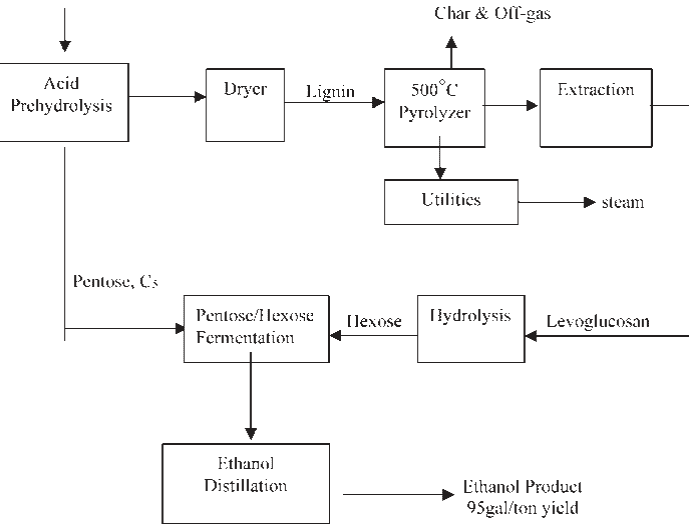 Char & Off-gas
Acid
Prehydrolysis
Dryer
Lignin
500°C
Pyrolyzer
Extraction
Utilities
steam
Pentose, C5
Pentose/Hexose
Fermentation
Hexose
Hydrolysis
Levoglucosan
Ethanol
Distillation
Ethanol Product
95gal/ton yield